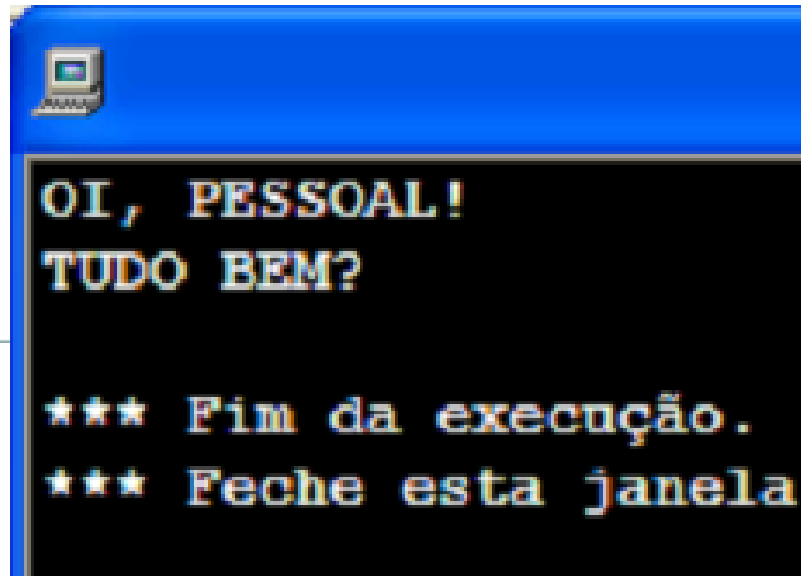 OI, PESSOAL!
TUDO BEM?
*** Fim da execução.
*** Feche esta janela